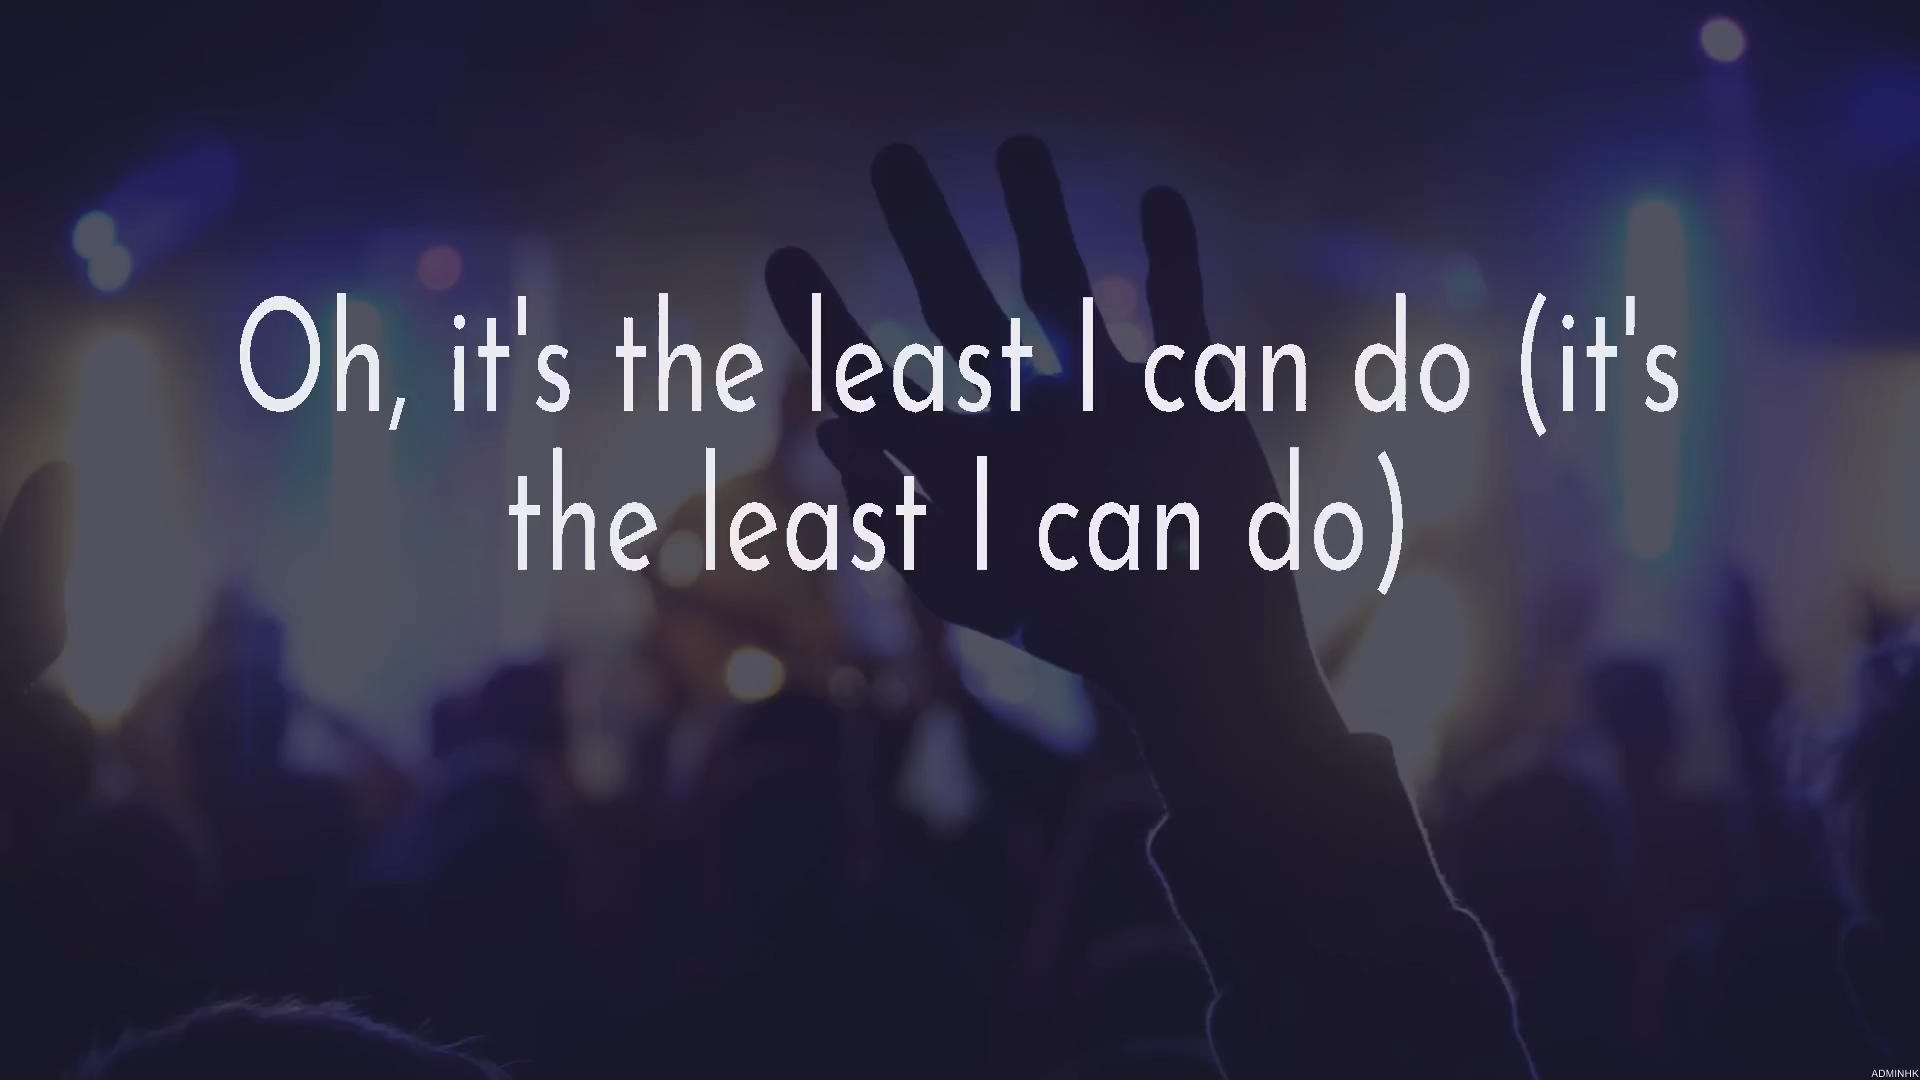 Oh, it's the least I can do (it's
the least I can do)
ADMINHK